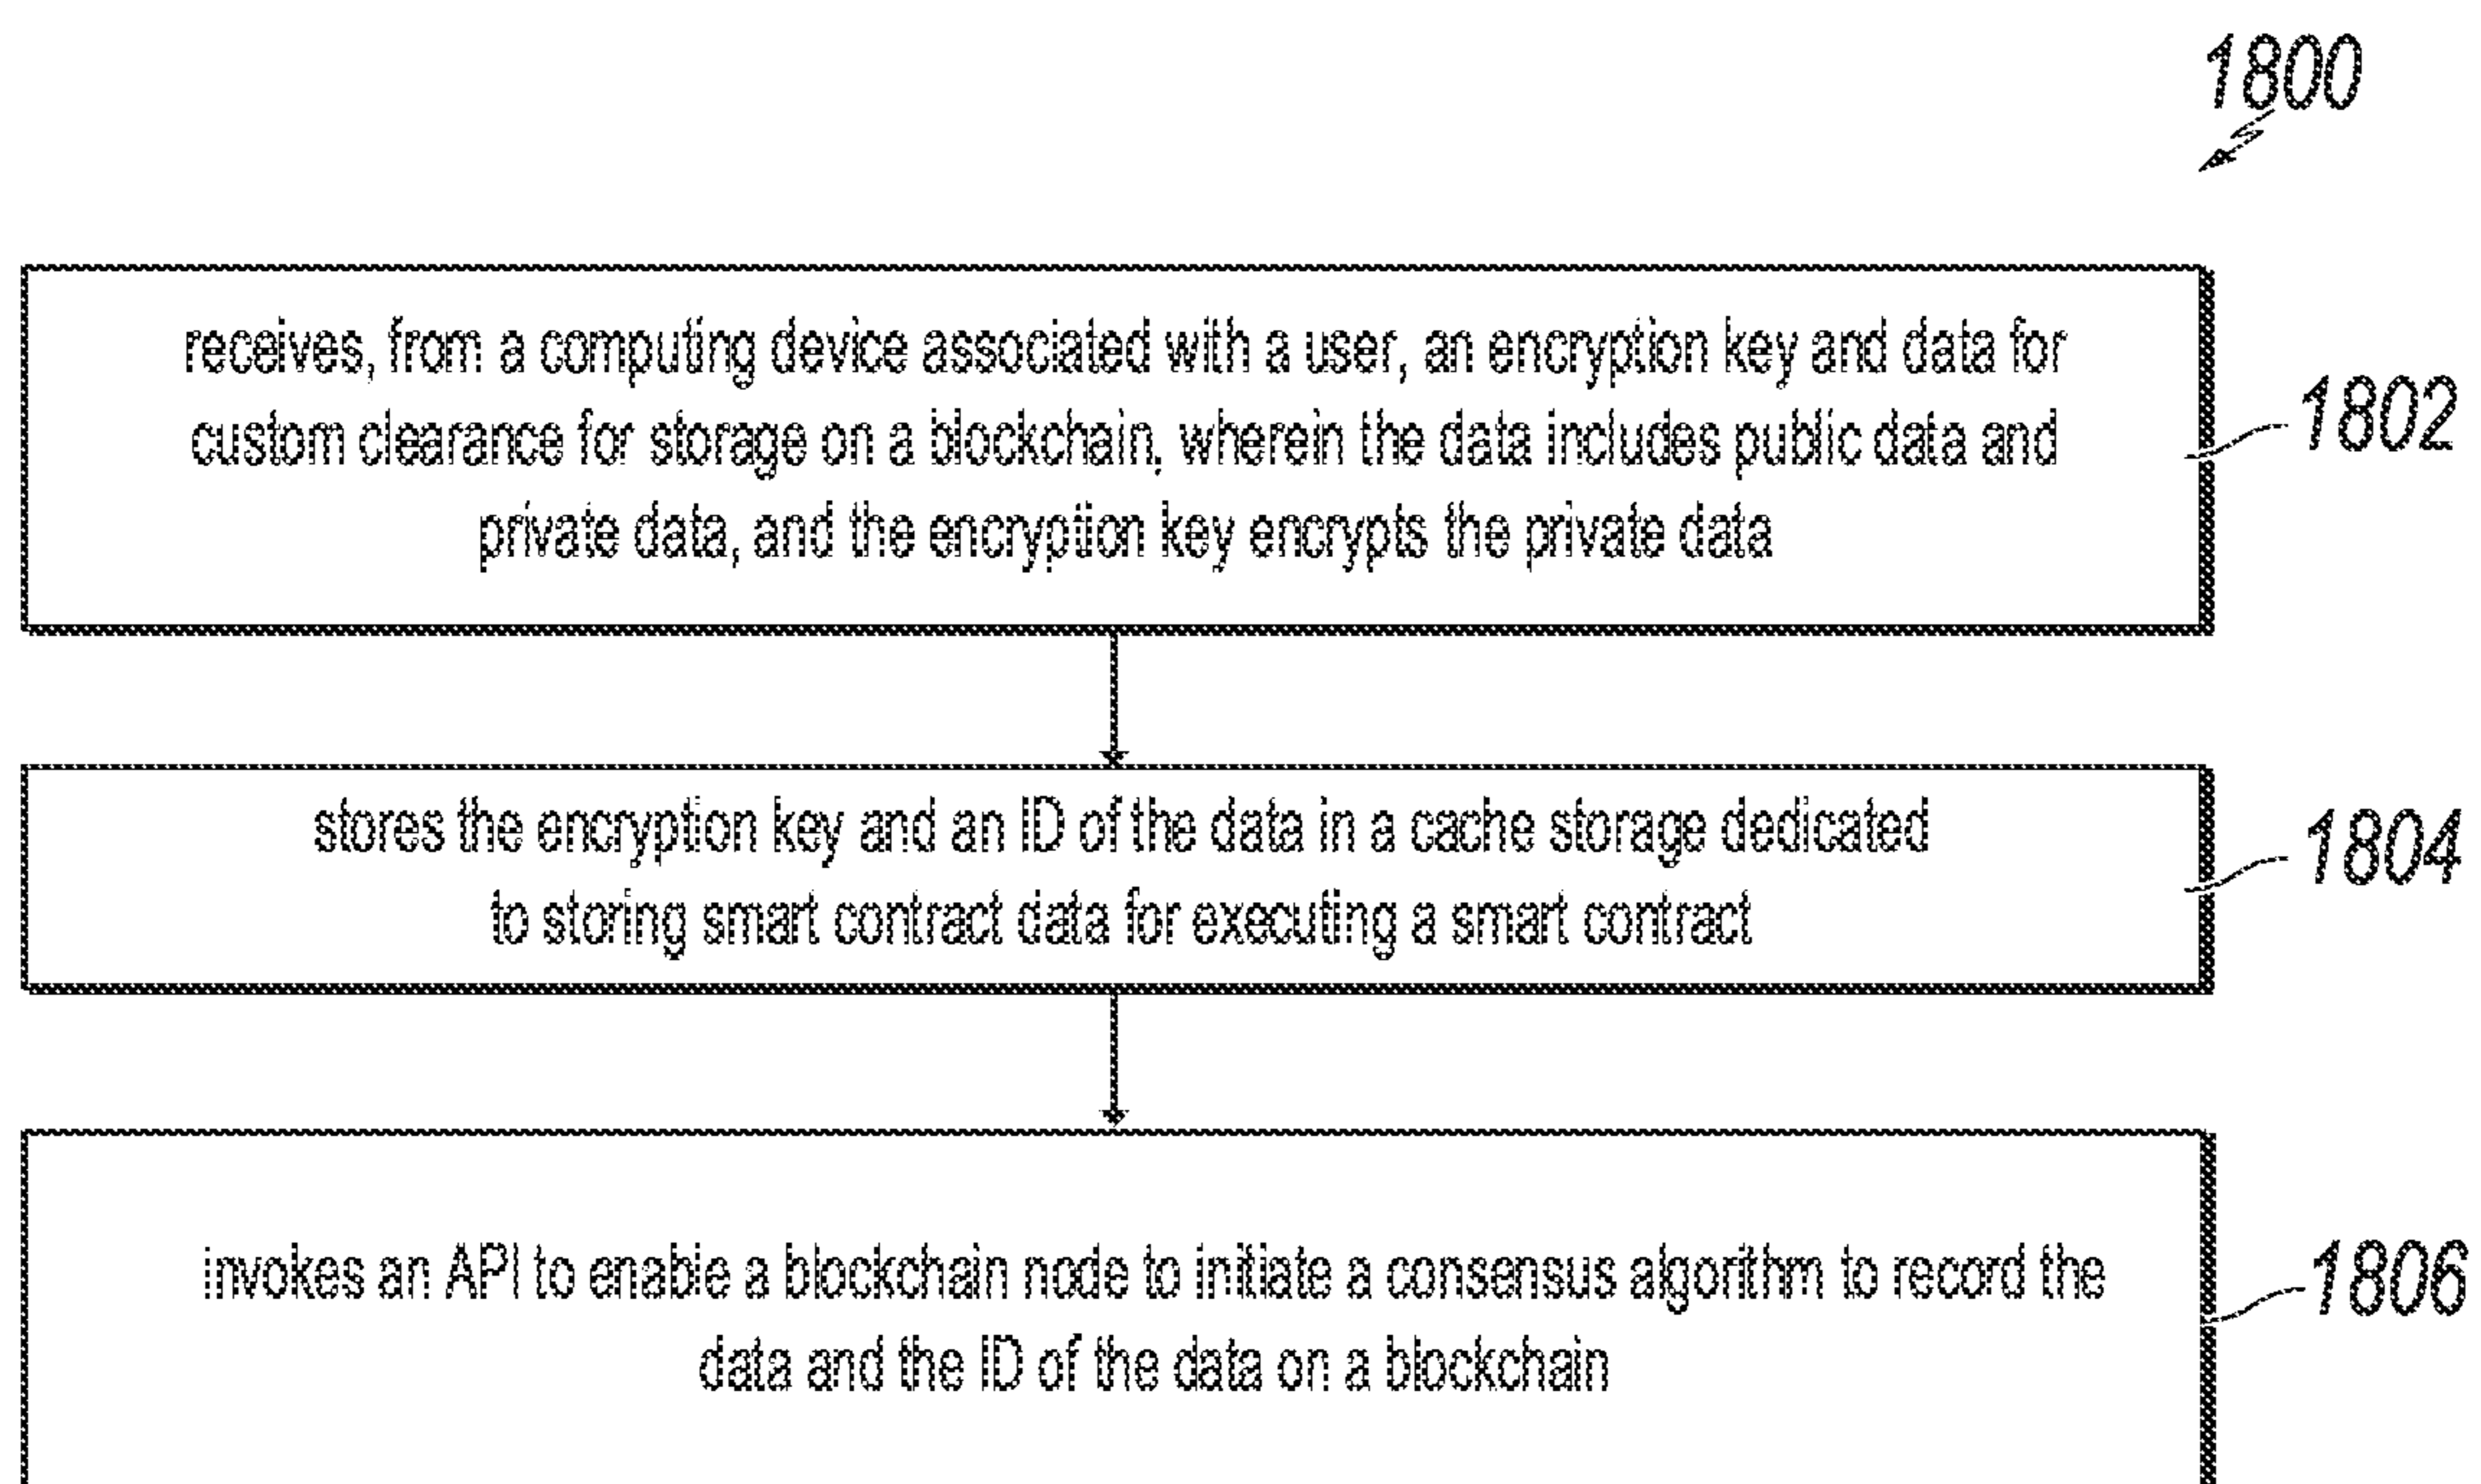 1800
receives, from a computing device associated with a user, an encryption key and data for
custom clearance for storage on a blockchain, wherein the data includes public data and
private data, and the encryption key encrypts the private data
1802
stores the encryption key and an ID of the data in a cache storage dedicated
to storing smart contract data for executing a smart contract
1804
invokes an API to enable a blockchain node to initiate a consensus algorithm to record the
data and the ID of the data on a blockchain
1806